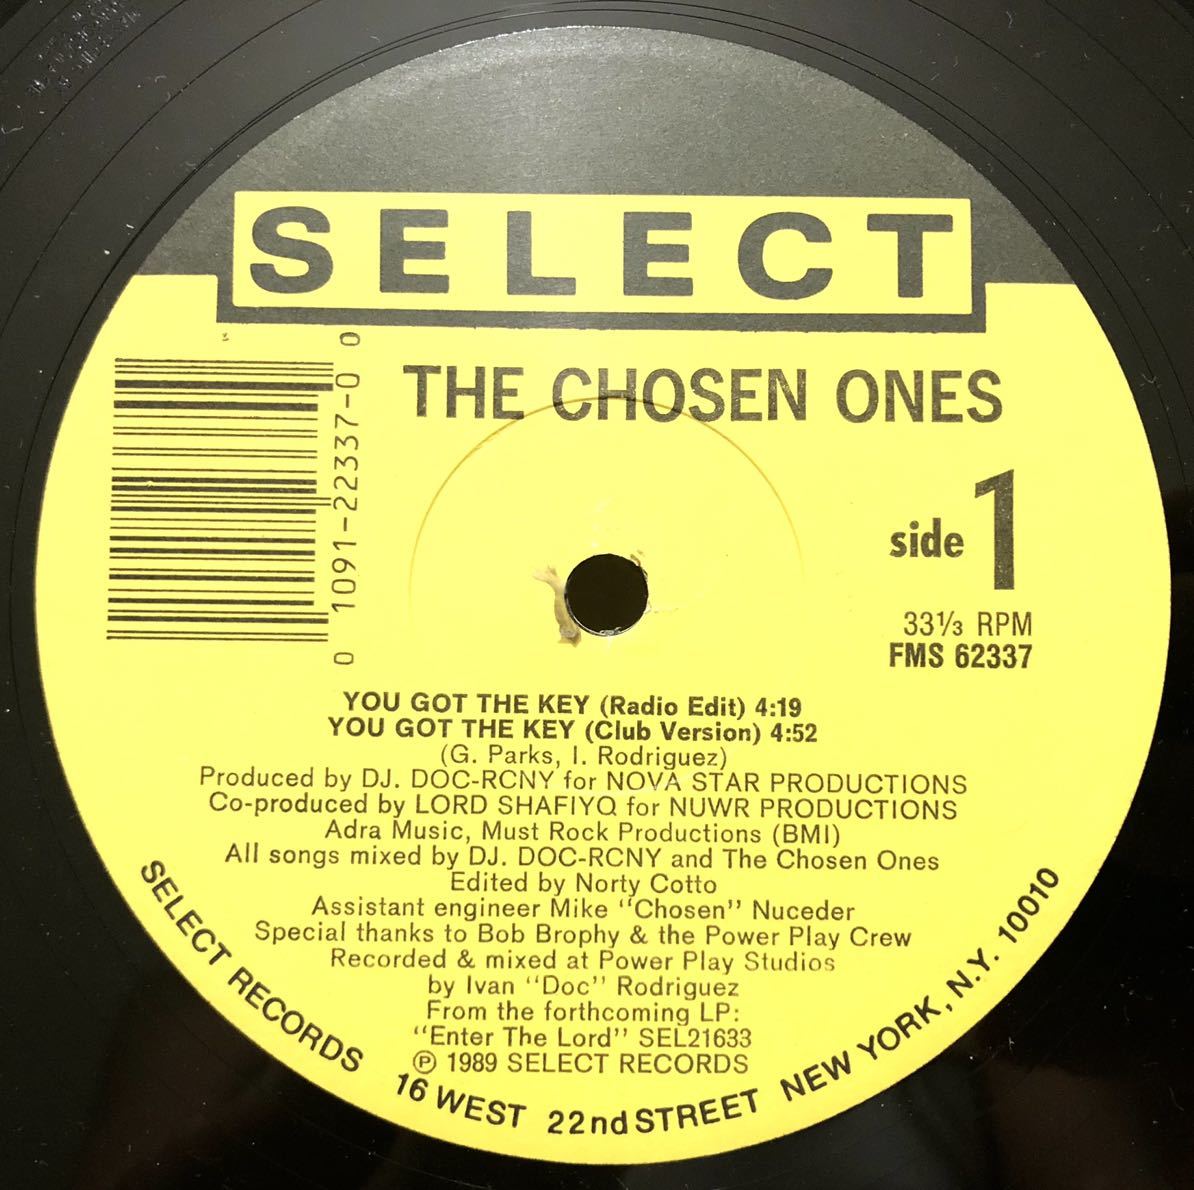 SELECT
THE CHOSEN ONES
0 1091-22337-0 0
side 1
33⅓ RPM
FMS 62337
YOU GOT THE KEY (Radio Edit) 4:19
YOU GOT THE KEY (Club Version) 4:52
(G. Parks, I. Rodriguez)
Produced by DJ. DOC-RCNY for NOVA STAR PRODUCTIONS
Co-produced by LORD SHAFIYQ for NUWR PRODUCTIONS
Adra Music, Must Rock Productions (BMI)
All songs mixed by DJ. DOC-RCNY and The Chosen Ones
Edited by Norty Cotto
Assistant engineer Mike "Chosen" Nuceder
Special thanks to Bob Brophy & the Power Play Crew
Recorded & mixed at Power Play Studios
by Ivan "Doc" Rodriguez
From the forthcoming LP:
"Enter The Lord" SEL21633
℗ 1989 SELECT RECORDS
SELECT RECORDS 16 WEST 22nd STREET NEW YORK, N.Y. 10010